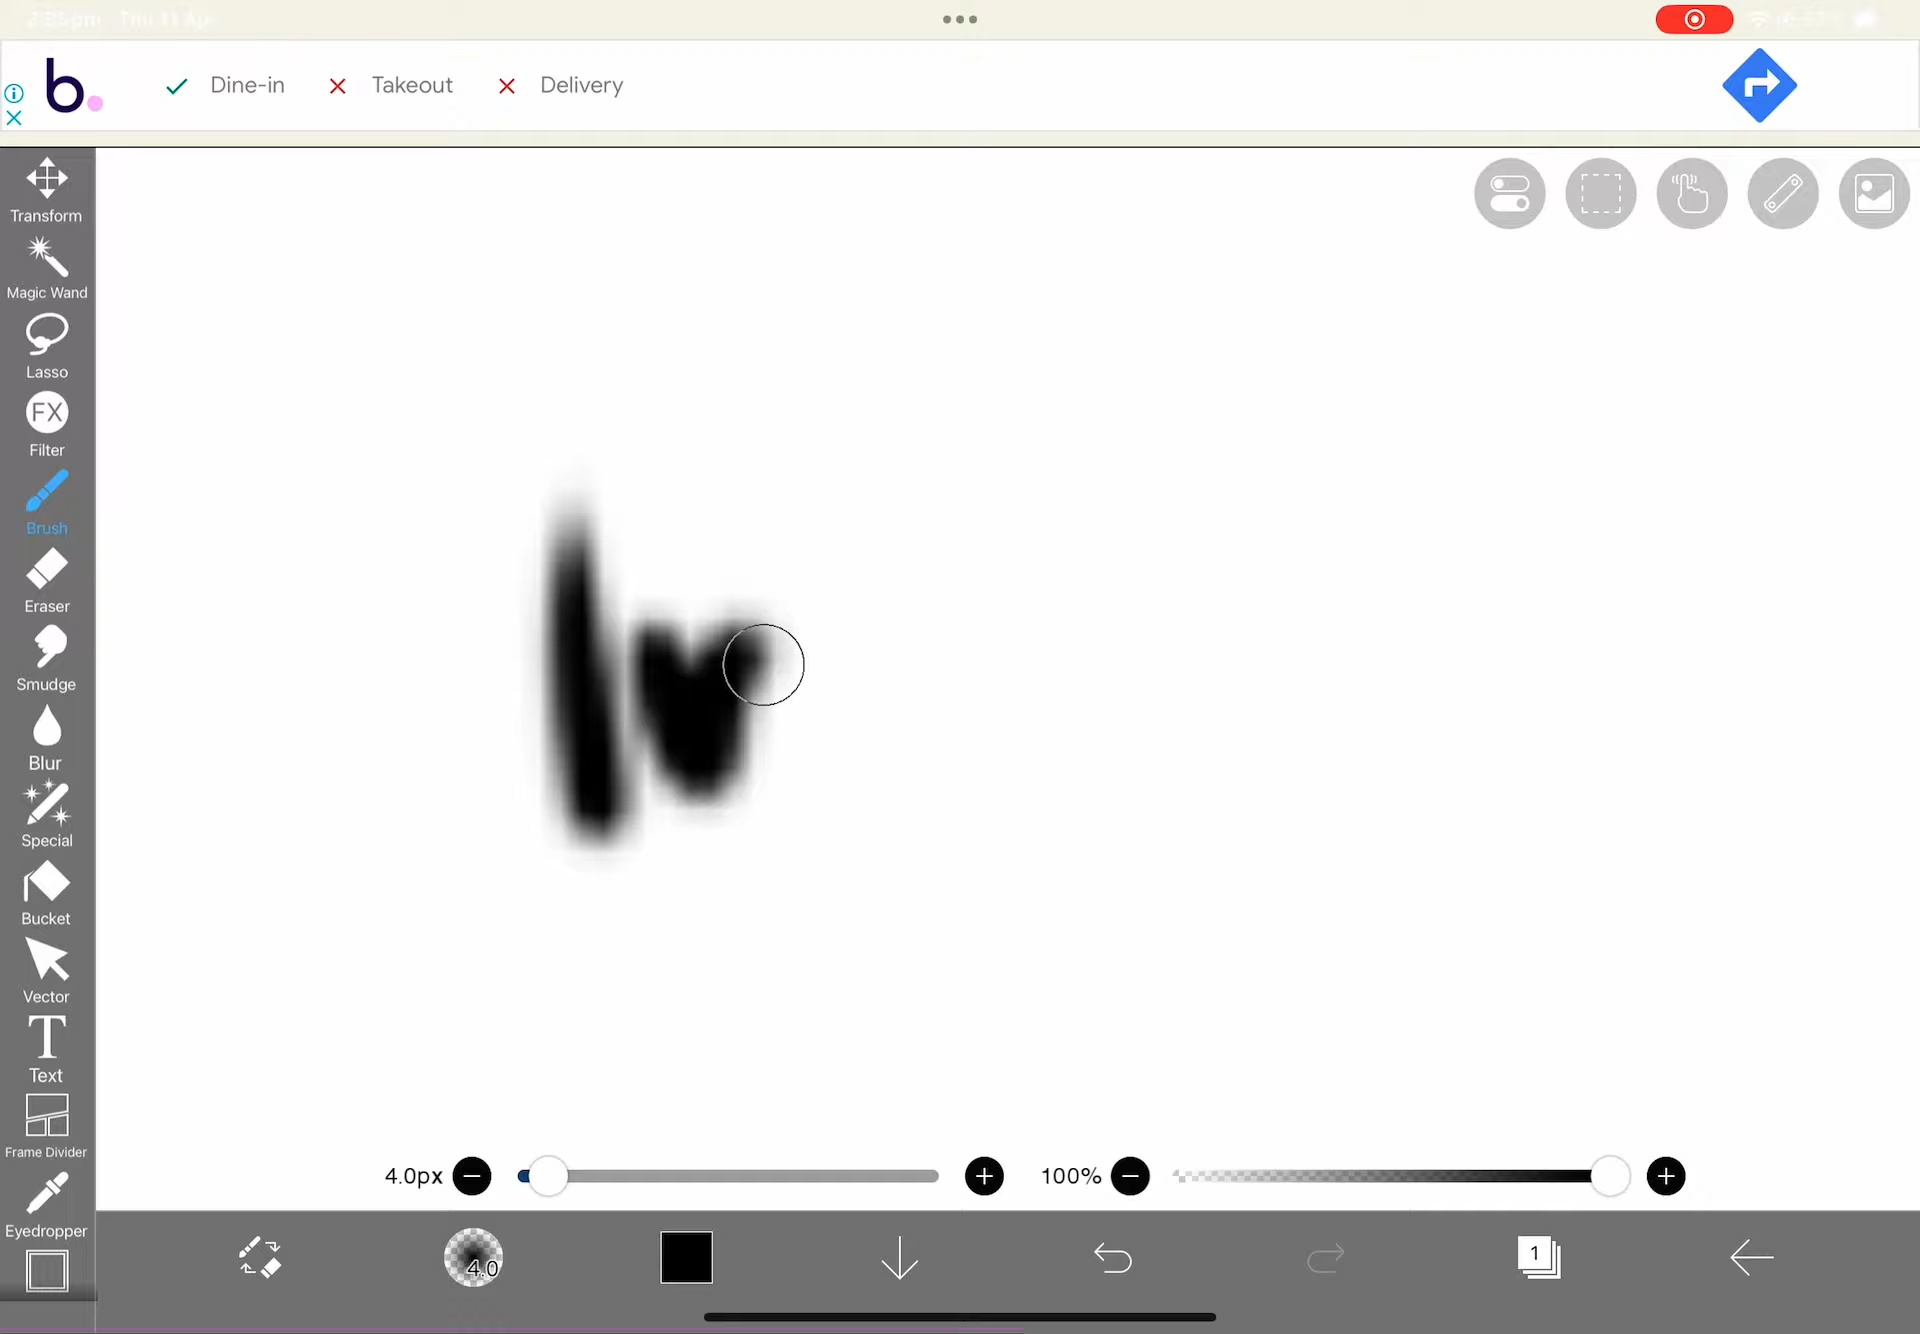 b.
Dine-in Takeout Delivery
Transform
Magic Wand
Lasso
FX
Filter
Brush
Eraser
Smudge
Blur
Special
Bucket
Vector
T
Text
Frame Divider
Eyedropper
4.0px 100%
4.0 1